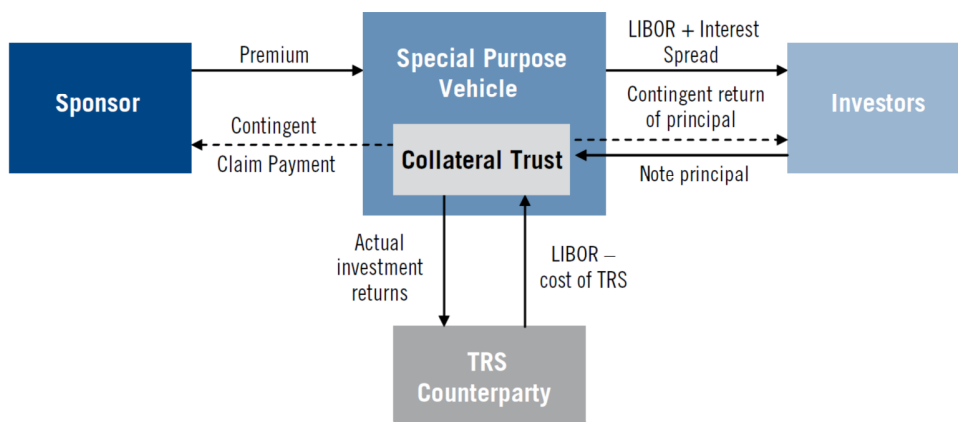 Premium
Special Purpose
Vehicle
LIBOR + Interest
Spread
Sponsor
Contingent
Claim Payment
Collateral Trust
Contingent return
of principal
Note principal
Investors
Actual
investment
returns
LIBOR –
cost of TRS
TRS
Counterparty